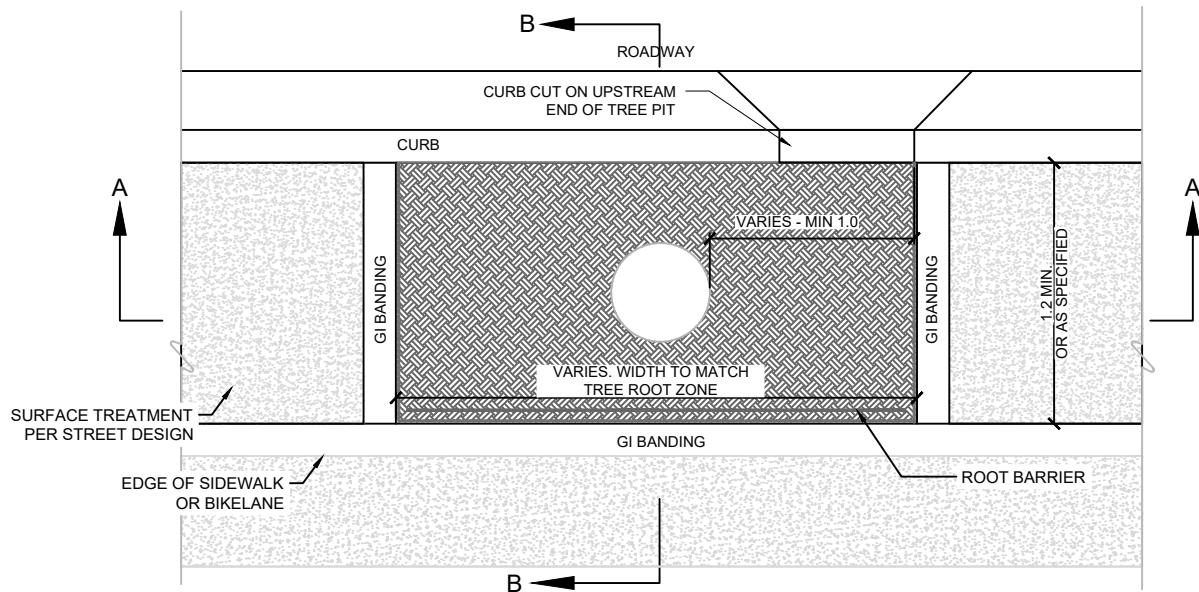 B
ROADWAY
CURB CUT ON UPSTREAM
END OF TREE PIT
CURB
A
A
VARIES - MIN 1.0
GI BANDING
GI BANDING
1.2 MIN.
OR AS SPECIFIED
VARIES. WIDTH TO MATCH
TREE ROOT ZONE
SURFACE TREATMENT
PER STREET DESIGN
GI BANDING
EDGE OF SIDEWALK
OR BIKELANE
ROOT BARRIER
B